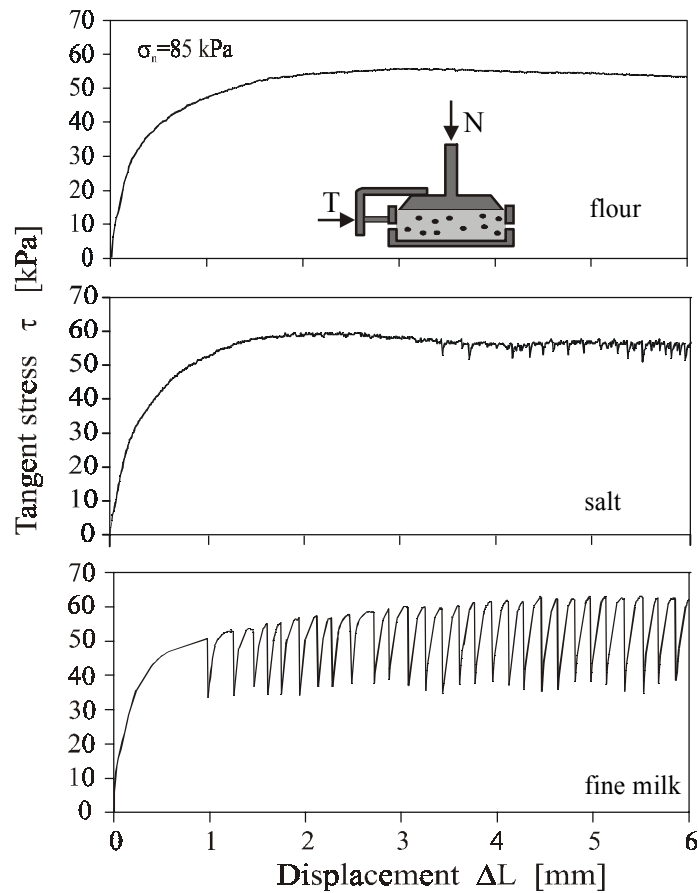 Tangent stress τ [kPa]
70
60
50
40
30
20
10
0
σn=85 kPa
N
T
flour
70
60
50
40
30
20
10
0
salt
70
60
50
40
30
20
10
0
fine milk
0 1 2 3 4 5 6
Displacement ΔL [mm]